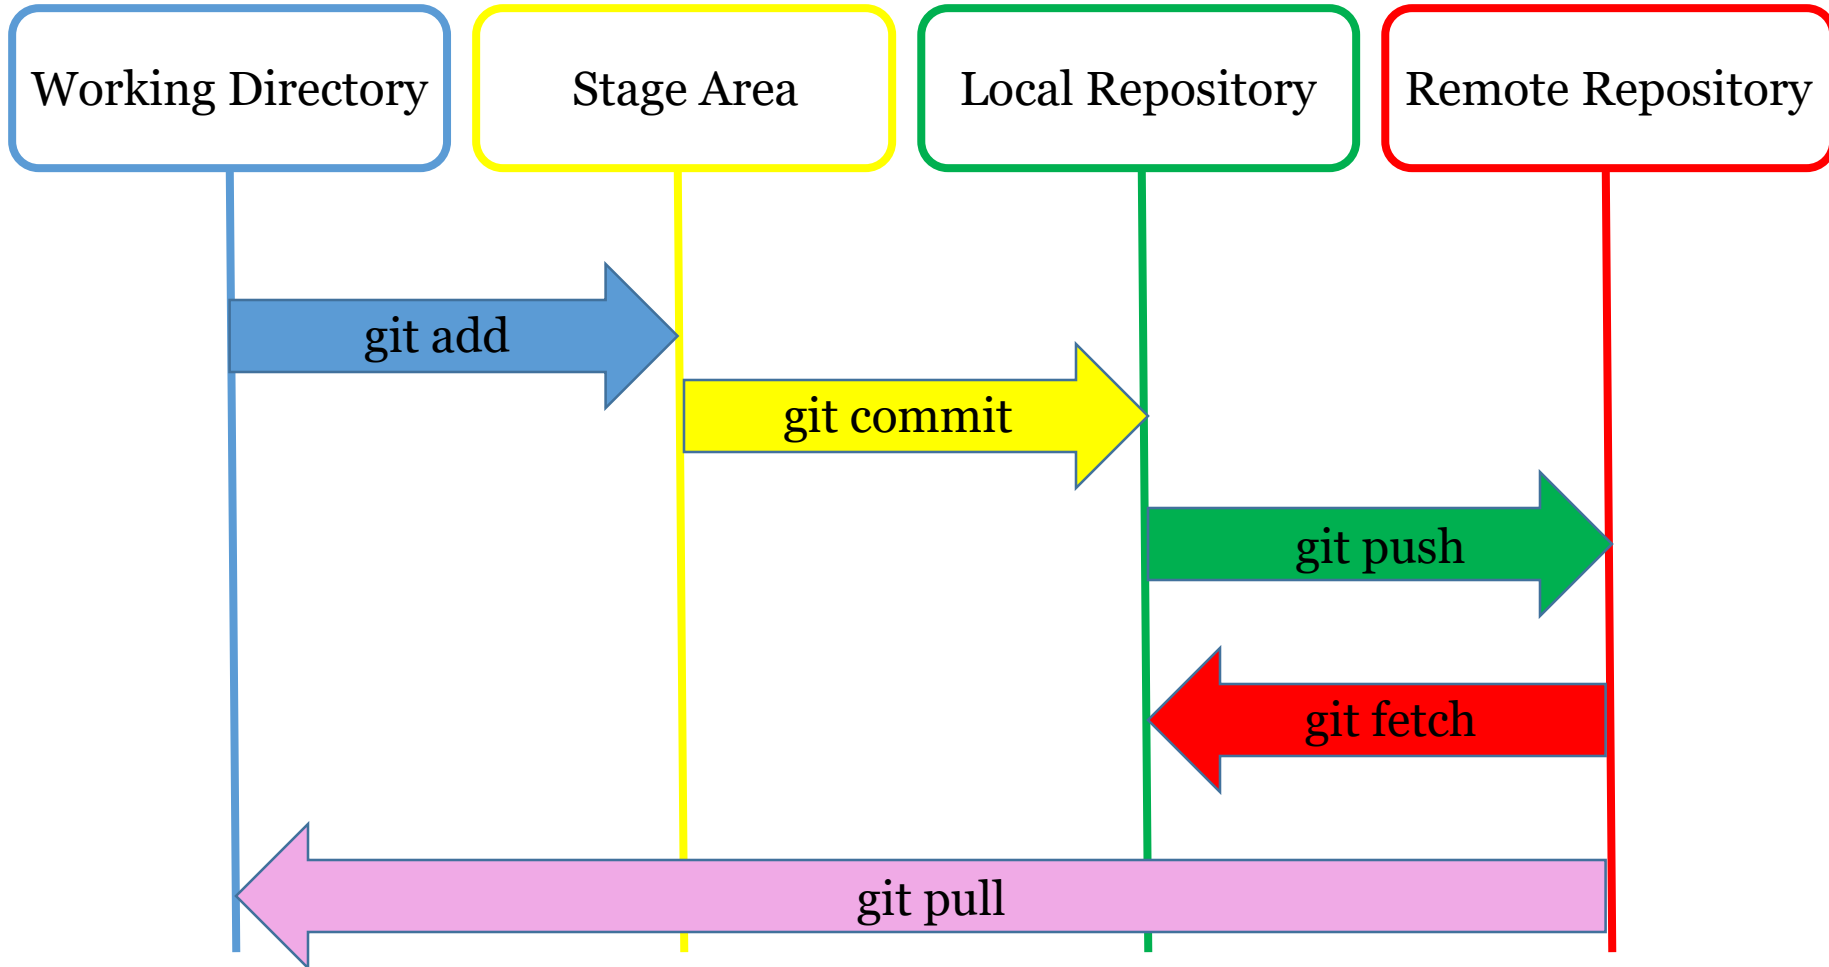 Working Directory
Stage Area
Local Repository
Remote Repository
git add
git commit
git push
git fetch
git pull